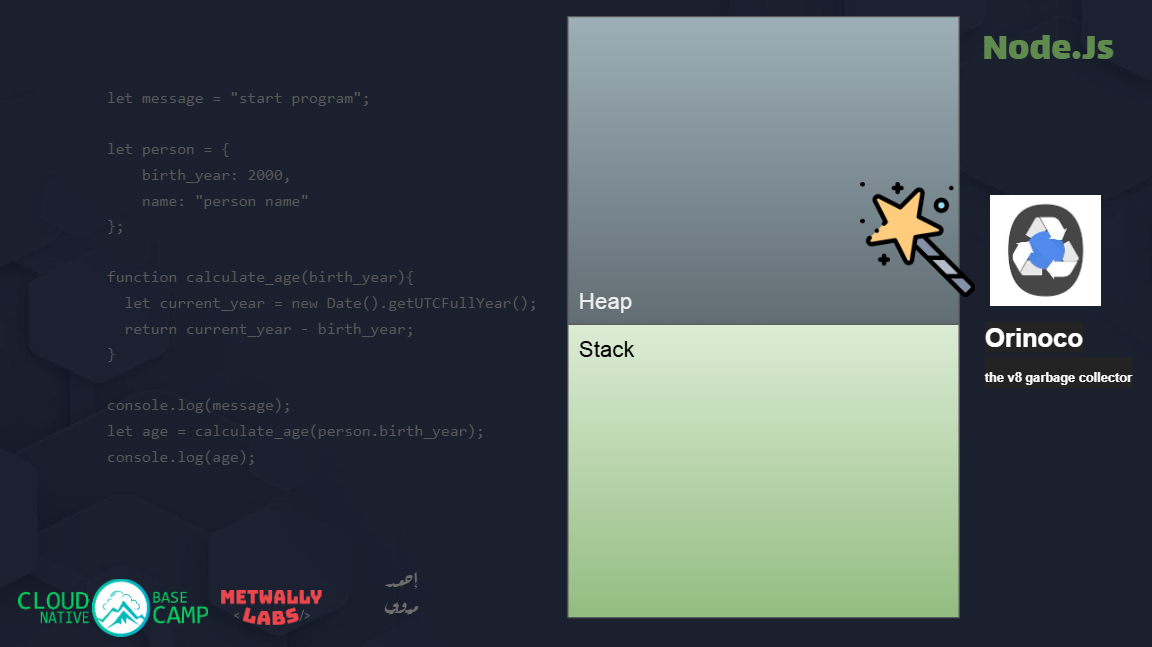 let message = "start program";
let person = {
    birth_year: 2000,
    name: "person name"
};
function calculate_age(birth_year){
  let current_year = new Date().getUTCFullYear();
  return current_year - birth_year;
}
console.log(message);
let age = calculate_age(person.birth_year);
console.log(age);
Heap
Stack
Node.Js
Orinoco
the v8 garbage collector
CLOUD
NATIVE
BASE
CAMP
METWALLY
<LABS/>